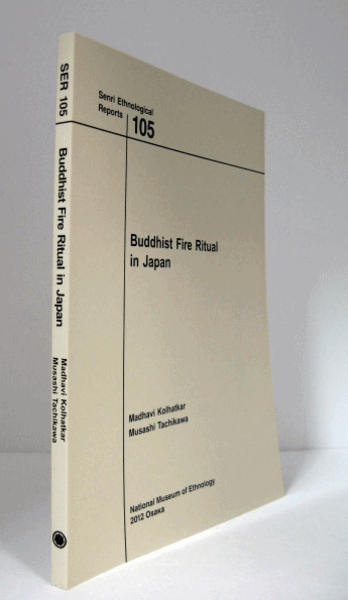 SER 105
Buddhist Fire Ritual in Japan
Madhavi Kolhatkar
Musashi Tachikawa
Senri Ethnological
Reports
105
Buddhist Fire Ritual
in Japan
Madhavi Kolhatkar
Musashi Tachikawa
National Museum of Ethnology
2012 Osaka